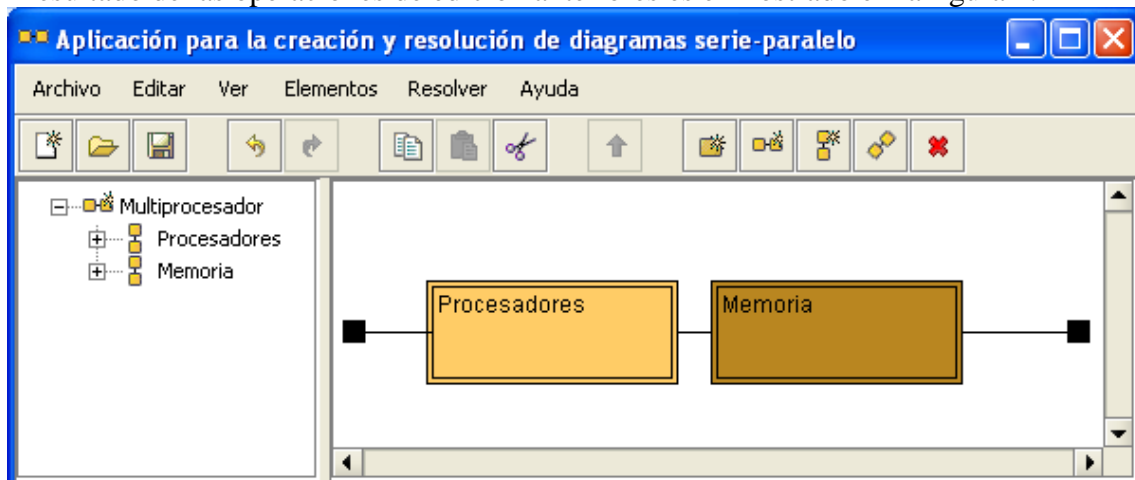 Aplicación para la creación y resolución de diagramas serie-paralelo
Archivo Editar Ver Elementos Resolver Ayuda
Multiprocesador
Procesadores
Memoria
Procesadores Memoria